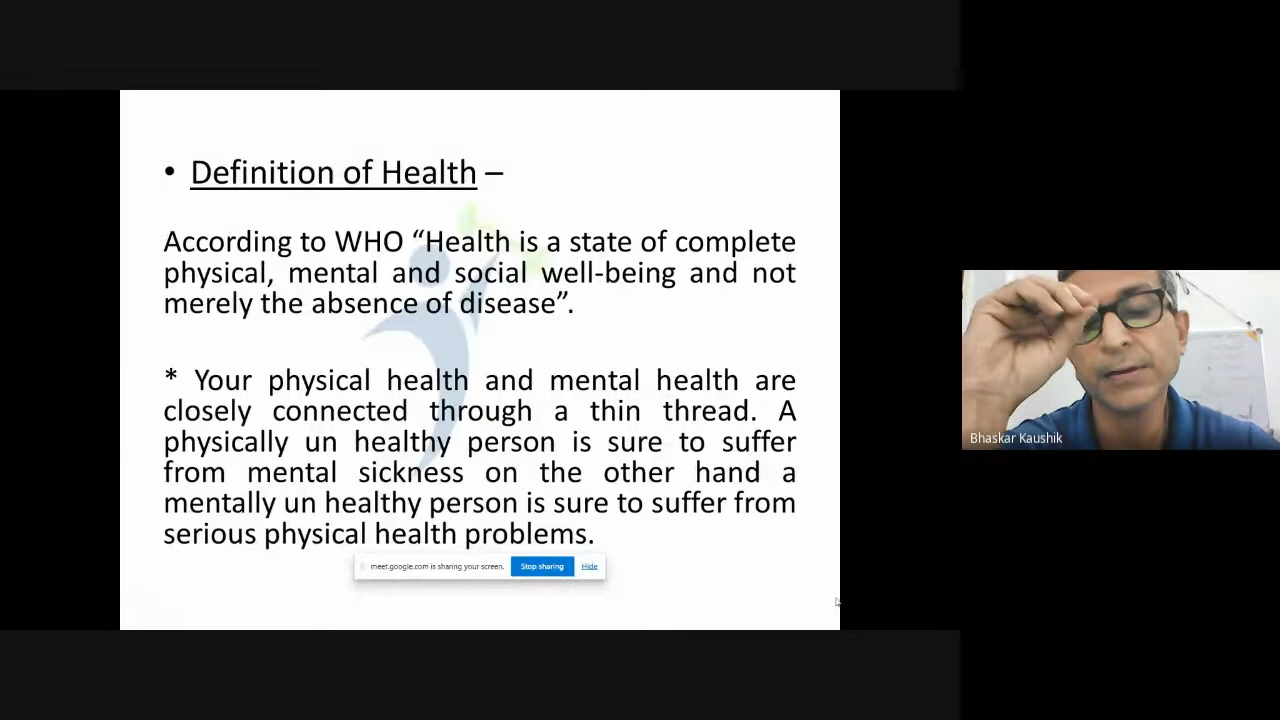 • Definition of Health –
According to WHO “Health is a state of complete
physical, mental and social well-being and not
merely the absence of disease”.
* Your physical health and mental health are
closely connected through a thin thread. A
physically un healthy person is sure to suffer
from mental sickness on the other hand a
mentally un healthy person is sure to suffer from
serious physical health problems.
meet.google.com is sharing your screen. Stop sharing Hide
Bhaskar Kaushik